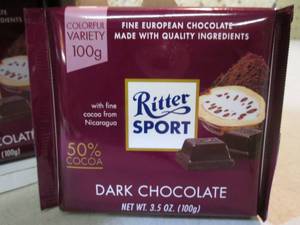 COLORFUL
VARIETY
100g
FINE EUROPEAN CHOCOLATE
MADE WITH QUALITY INGREDIENTS
with fine
cocoa from
Nicaragua
Ritter
SPORT
50%
COCOA
DARK CHOCOLATE
NET WT. 3.5 OZ. (100g)
(100g)